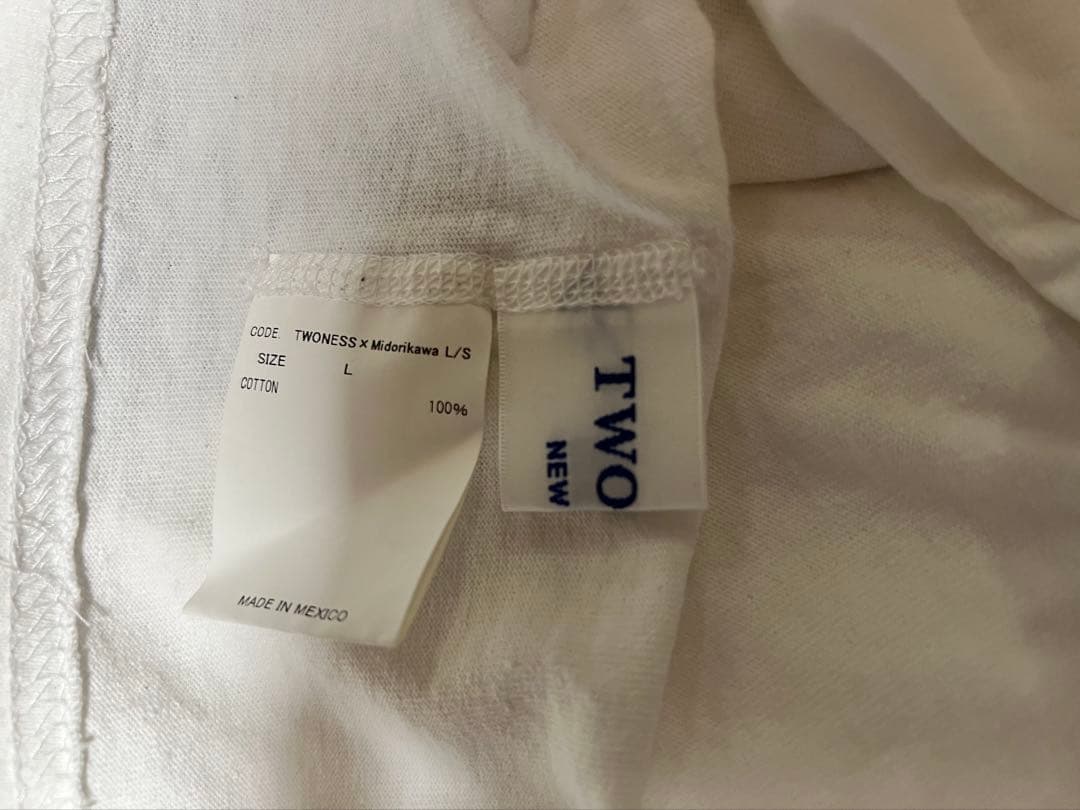 CODE. TWONESS×Midorikawa L/S
SIZE L
COTTON
100%
MADE IN MEXICO
TWO
NEW